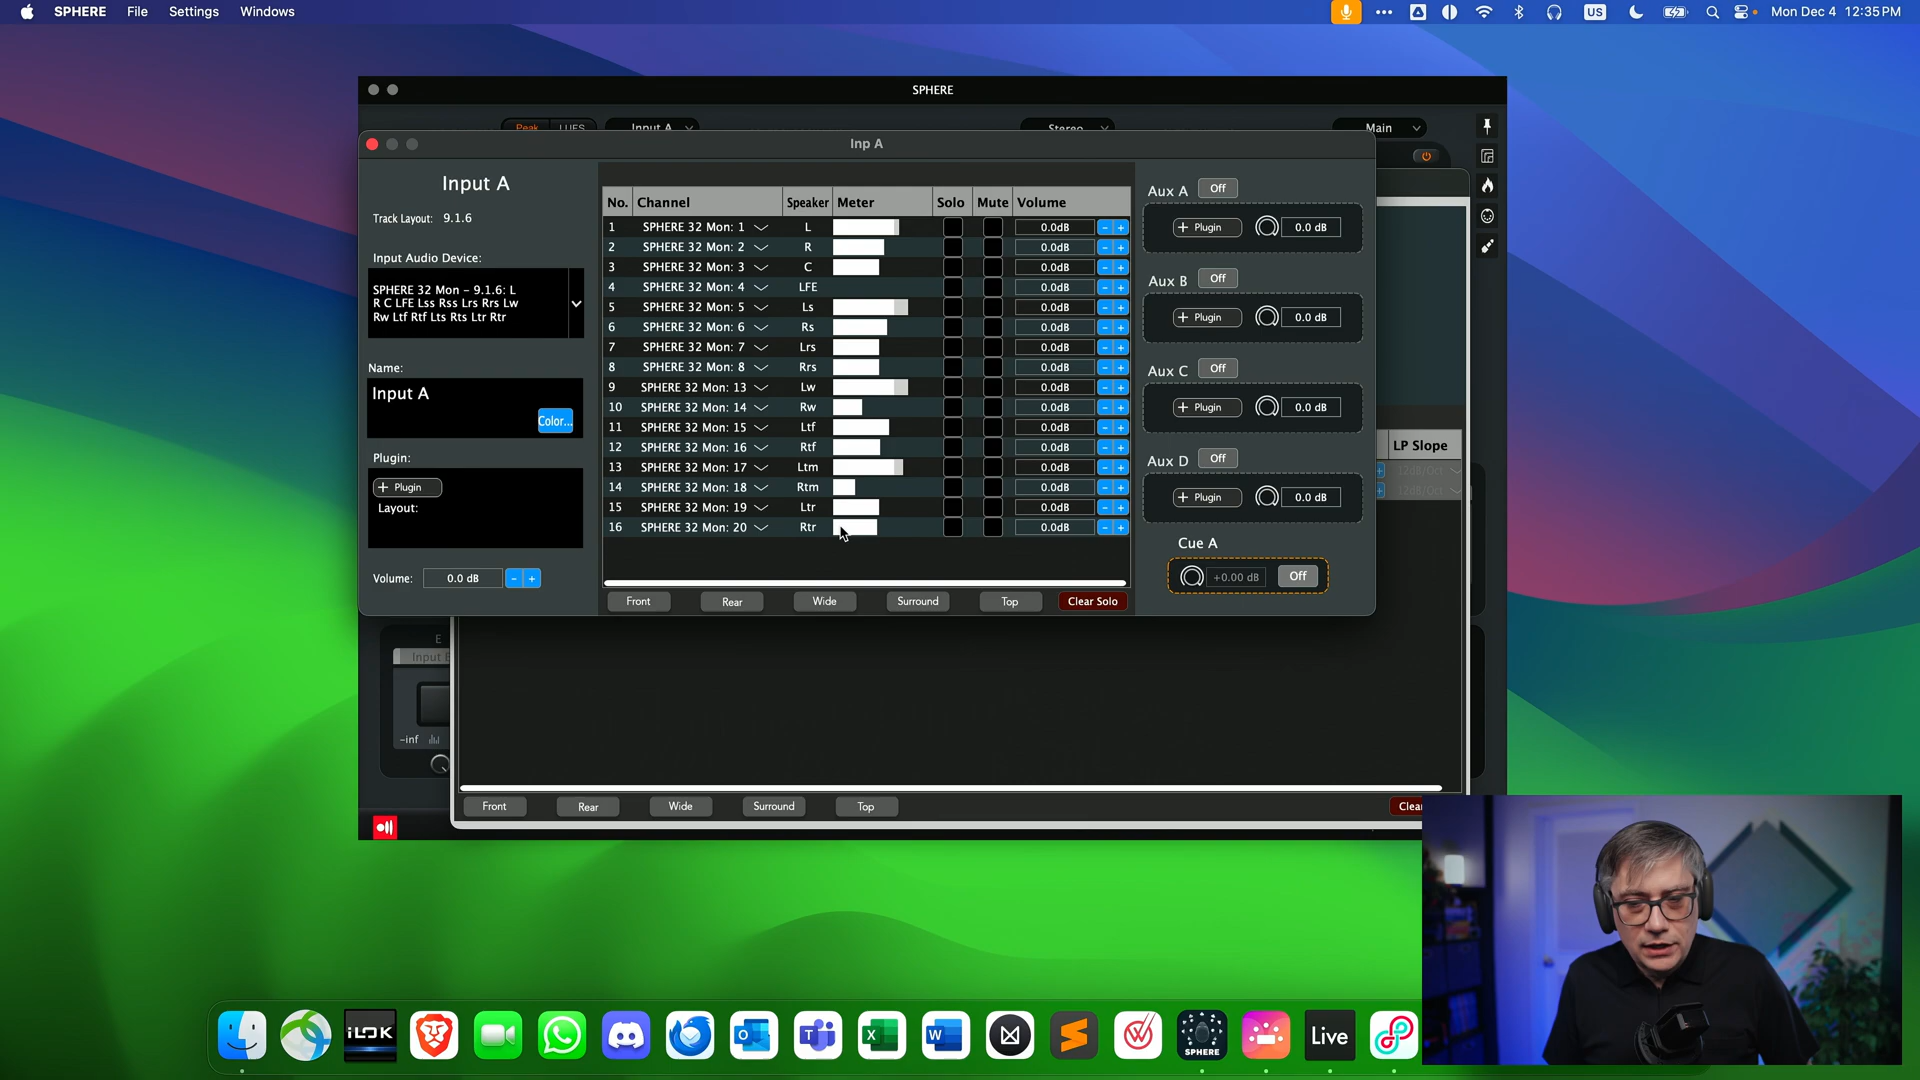 SPHERE File Settings Windows
US Mon Dec 4 12:35 PM
SPHERE
Peak LUFS Input A Stereo Main
Inp A
Input A
Track Layout: 9.1.6
Input Audio Device:
SPHERE 32 Mon – 9.1.6: L
R C LFE Lss Rss Lrs Rrs Lw
Rw Ltf Rtf Lts Rts Ltr Rtr
Name:
Input A
Color...
Plugin:
+ Plugin
Layout:
Volume: 0.0 dB - +
No. Channel Speaker Meter Solo Mute Volume
1 SPHERE 32 Mon: 1 L 0.0dB - +
2 SPHERE 32 Mon: 2 R 0.0dB - +
3 SPHERE 32 Mon: 3 C 0.0dB - +
4 SPHERE 32 Mon: 4 LFE 0.0dB - +
5 SPHERE 32 Mon: 5 Ls 0.0dB - +
6 SPHERE 32 Mon: 6 Rs 0.0dB - +
7 SPHERE 32 Mon: 7 Lrs 0.0dB - +
8 SPHERE 32 Mon: 8 Rrs 0.0dB - +
9 SPHERE 32 Mon: 13 Lw 0.0dB - +
10 SPHERE 32 Mon: 14 Rw 0.0dB - +
11 SPHERE 32 Mon: 15 Ltf 0.0dB - +
12 SPHERE 32 Mon: 16 Rtf 0.0dB - +
13 SPHERE 32 Mon: 17 Ltm 0.0dB - +
14 SPHERE 32 Mon: 18 Rtm 0.0dB - +
15 SPHERE 32 Mon: 19 Ltr 0.0dB - +
16 SPHERE 32 Mon: 20 Rtr 0.0dB - +
Front Rear Wide Surround Top Clear Solo
Aux A Off
+ Plugin 0.0 dB
Aux B Off
+ Plugin 0.0 dB
Aux C Off
+ Plugin 0.0 dB
Aux D Off
+ Plugin 0.0 dB
Cue A
+0.00 dB Off
LP Slope
12dB/Oct
12dB/Oct
E
Input E
-inf
Front Rear Wide Surround Top Clea
iLOK X W SPHERE Live